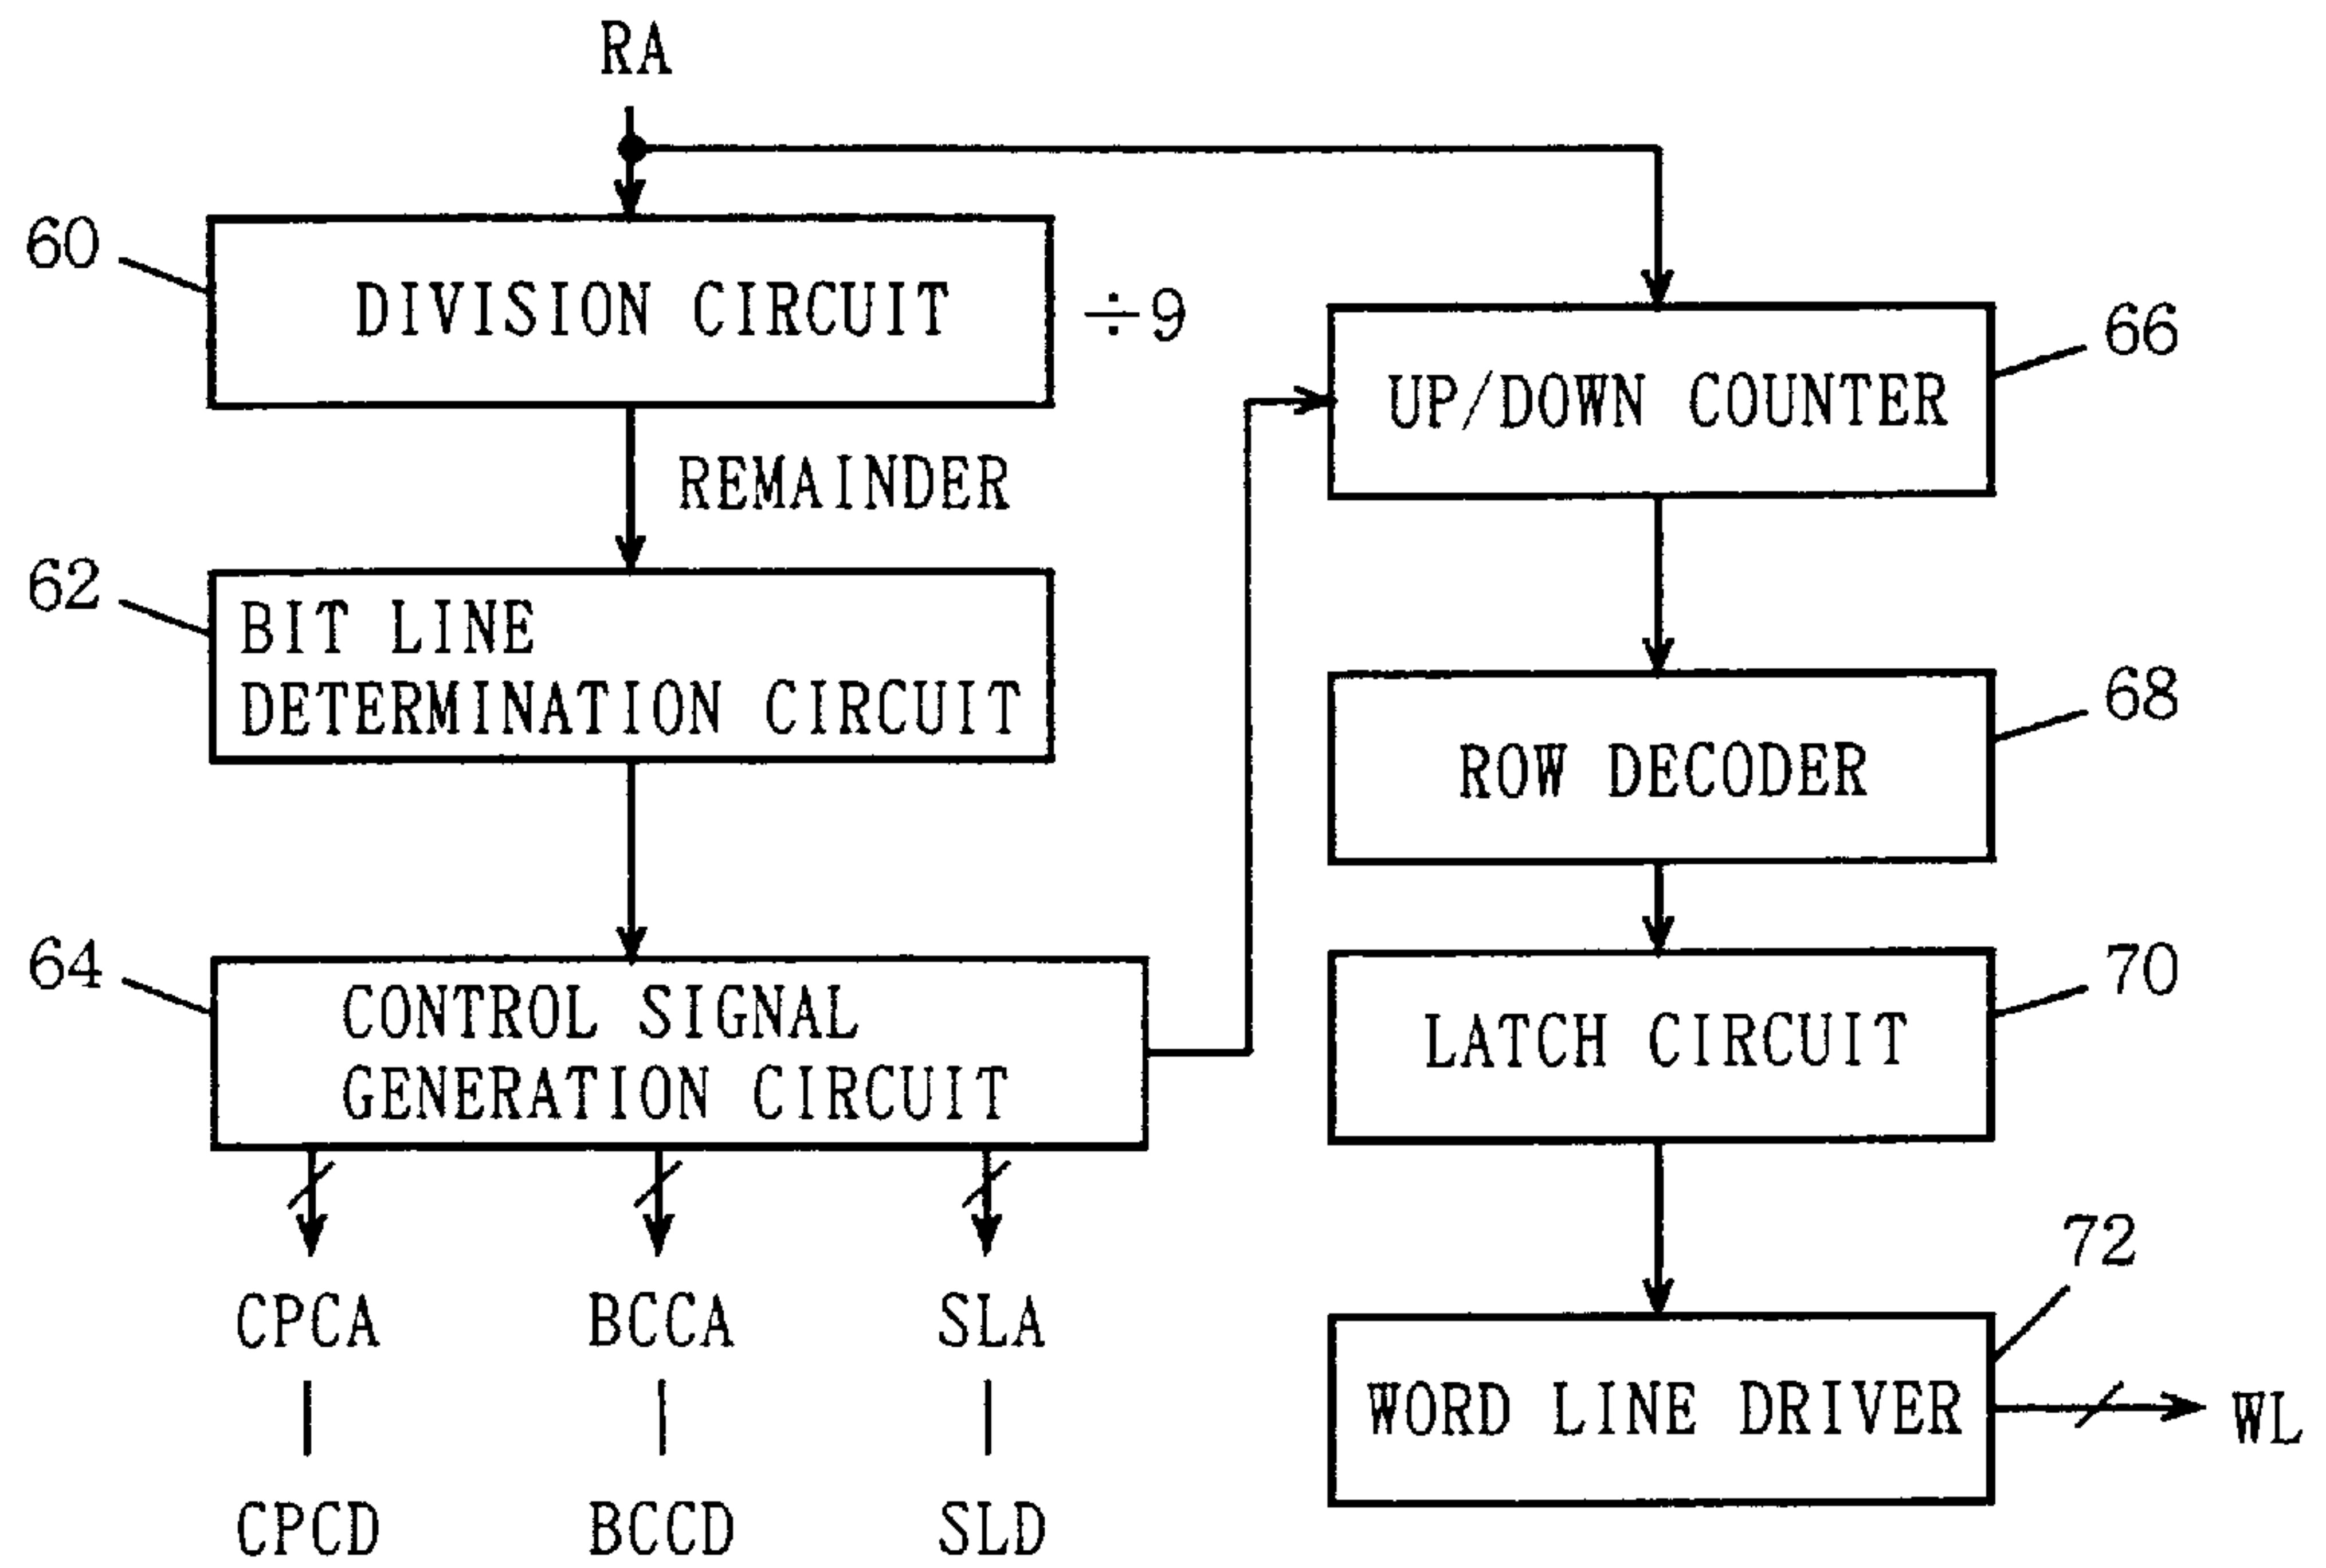 RA
60
DIVISION CIRCUIT
÷9
REMAINDER
62
BIT LINE
DETERMINATION CIRCUIT
64
CONTROL SIGNAL
GENERATION CIRCUIT
CPCA
BCCA
SLA
CPCD
BCCD
SLD
66
UP/DOWN COUNTER
68
ROW DECODER
70
LATCH CIRCUIT
72
WORD LINE DRIVER
WL